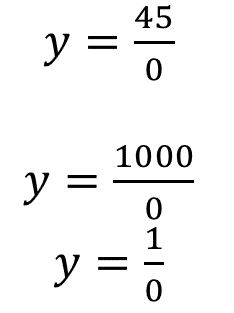 y = 45/0
y = 1000/0
y = 1/0